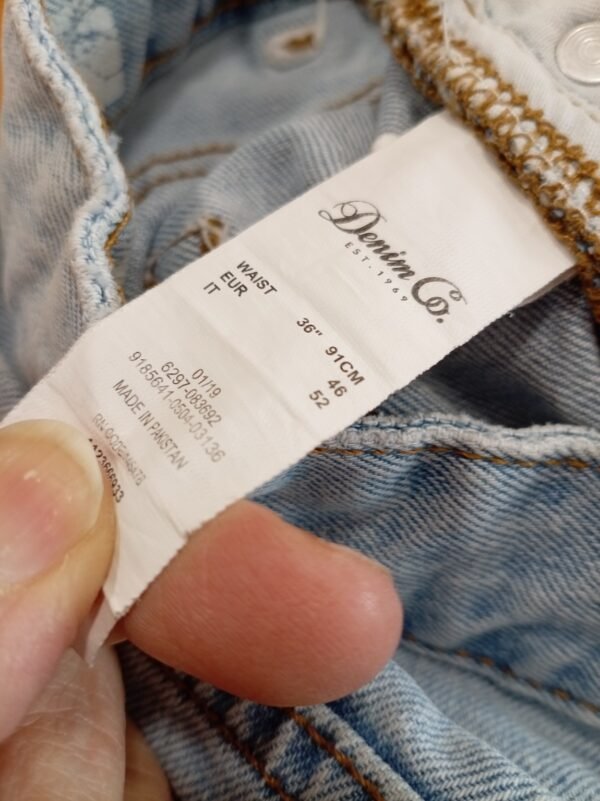 Denim Co.
EST. 1969
WAIST 36" 91CM
EUR 46
IT 52
01/19
6297-083692
9185641-0504-03136
MADE IN PAKISTAN